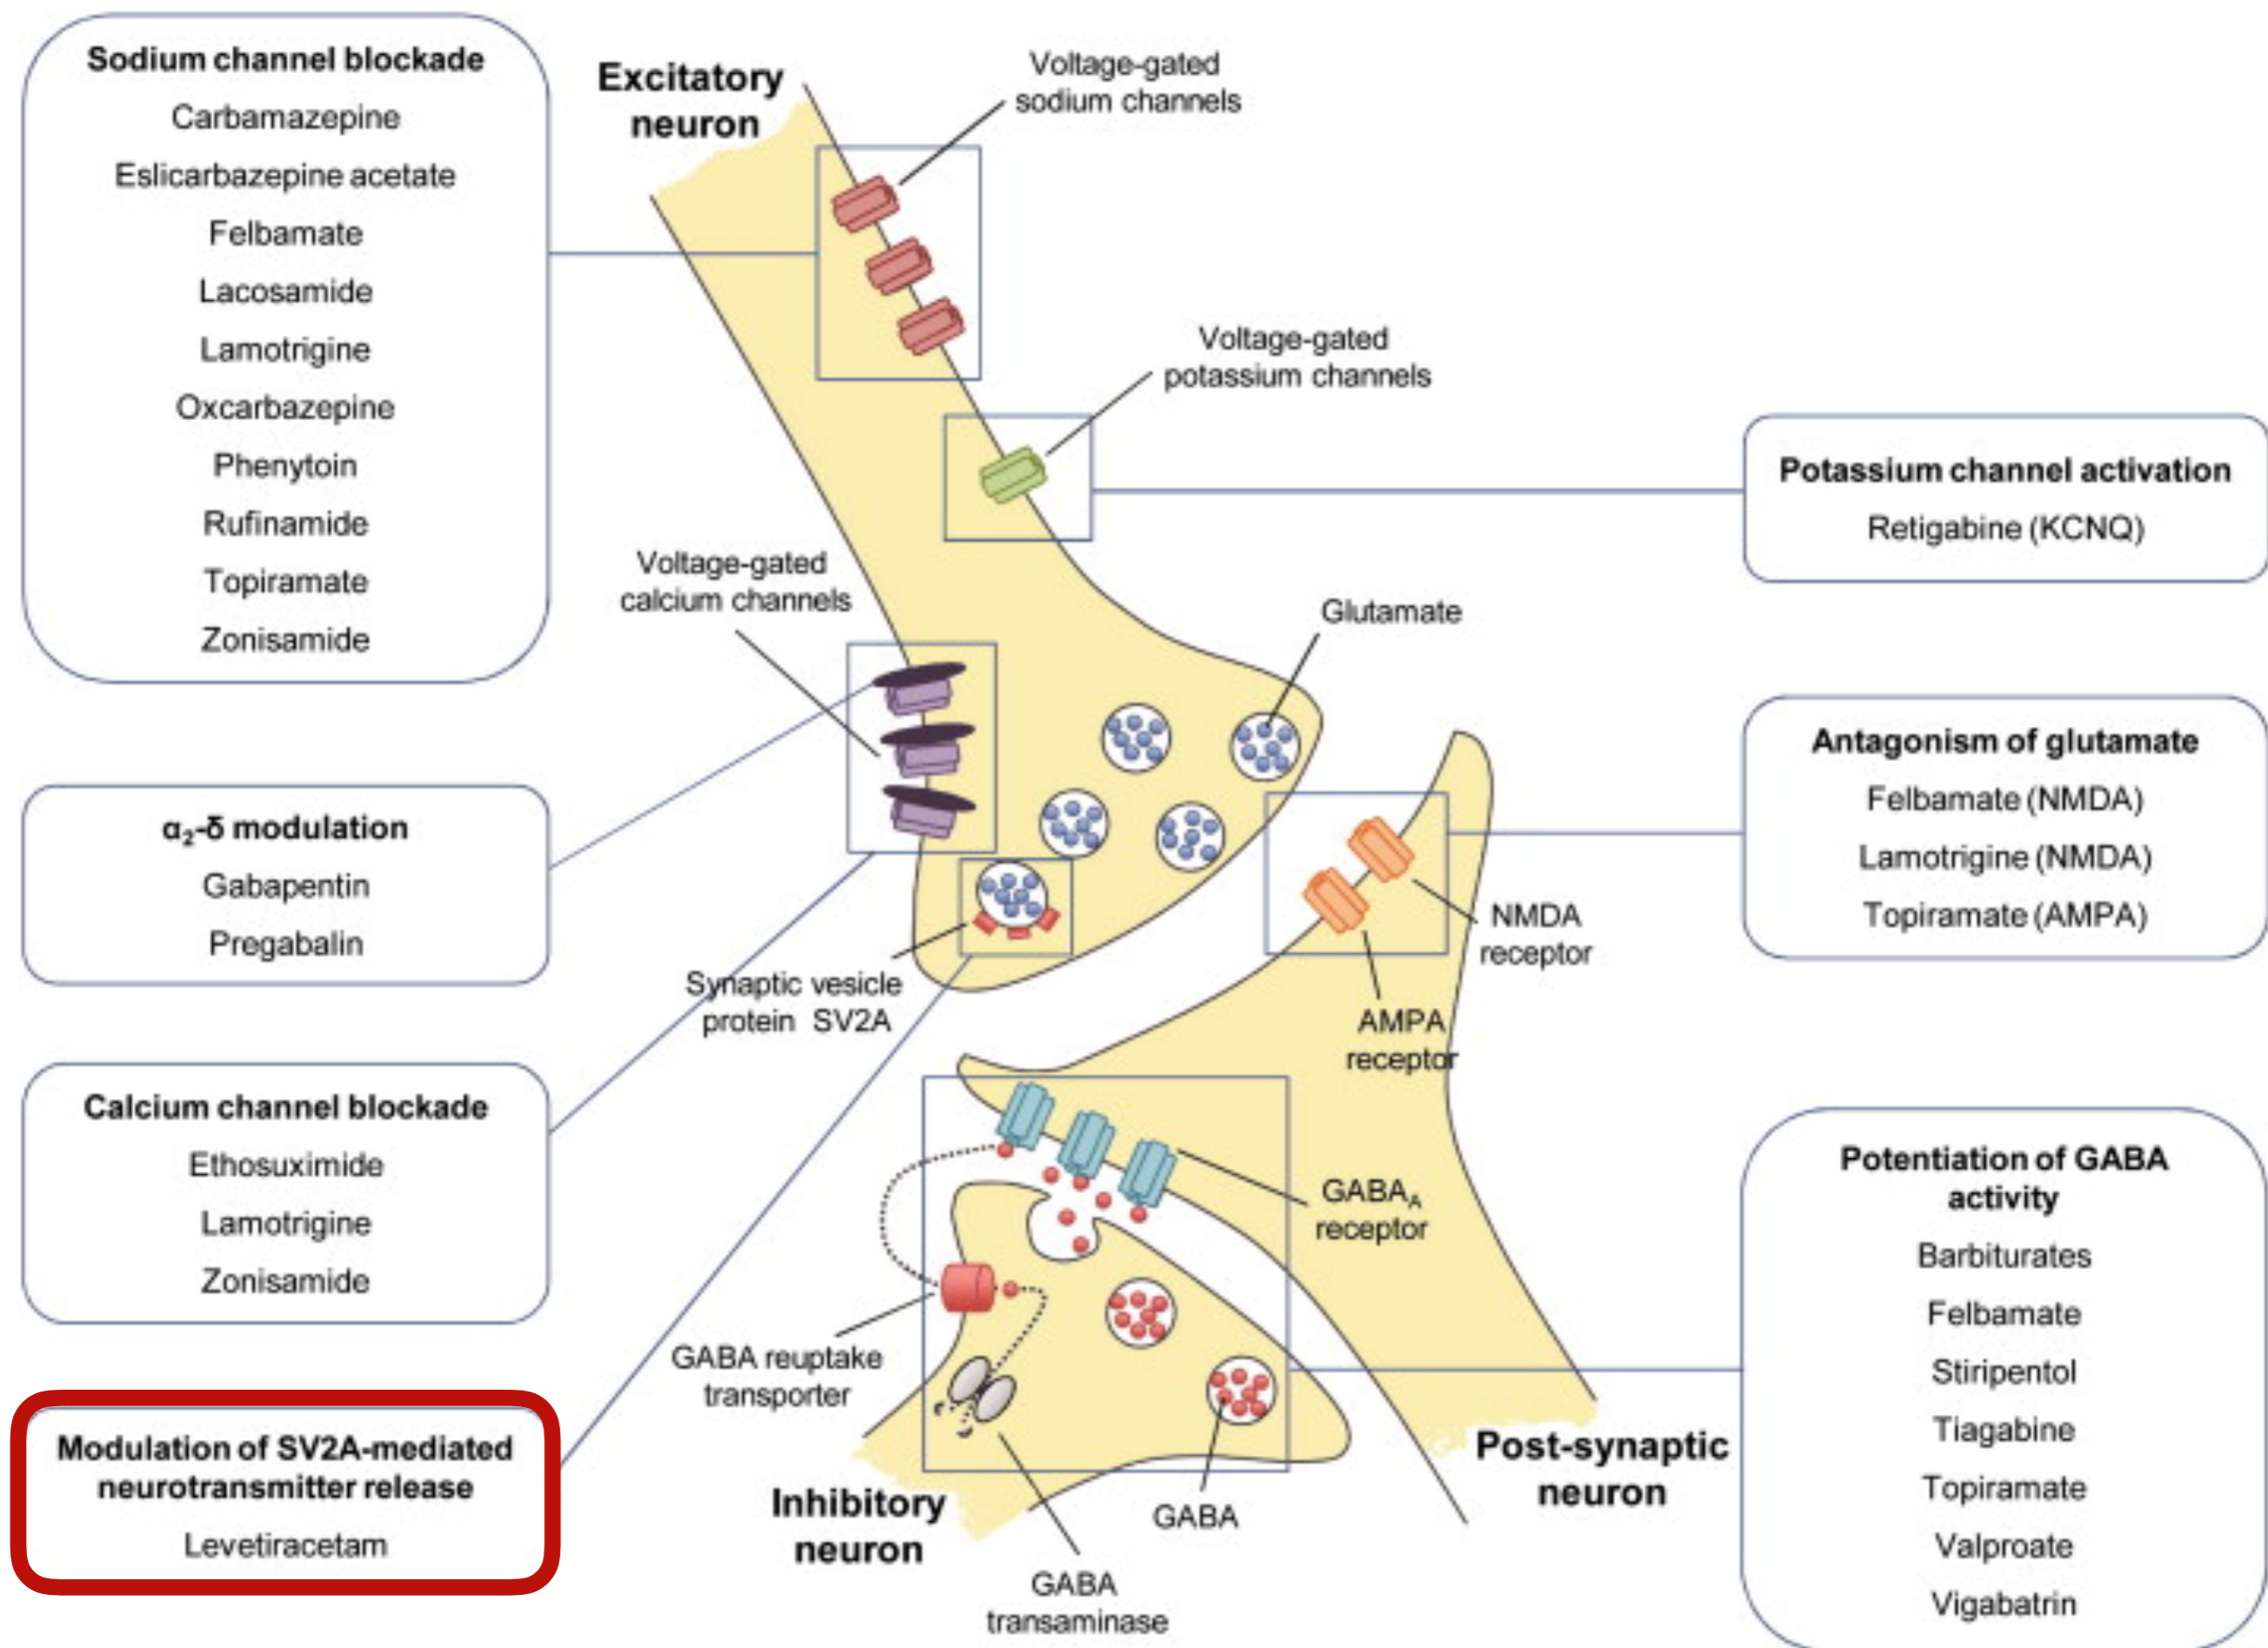 Sodium channel blockade
Carbamazepine
Eslicarbazepine acetate
Felbamate
Lacosamide
Lamotrigine
Oxcarbazepine
Phenytoin
Rufinamide
Topiramate
Zonisamide
α₂-δ modulation
Gabapentin
Pregabalin
Calcium channel blockade
Ethosuximide
Lamotrigine
Zonisamide
Modulation of SV2A-mediated
neurotransmitter release
Levetiracetam
Excitatory
neuron
Voltage-gated
sodium channels
Voltage-gated
potassium channels
Voltage-gated
calcium channels
Glutamate
Synaptic vesicle
protein SV2A
NMDA
receptor
AMPA
receptor
GABA_A
receptor
GABA reuptake
transporter
Inhibitory
neuron
GABA
GABA
transaminase
Post-synaptic
neuron
Potassium channel activation
Retigabine (KCNQ)
Antagonism of glutamate
Felbamate (NMDA)
Lamotrigine (NMDA)
Topiramate (AMPA)
Potentiation of GABA
activity
Barbiturates
Felbamate
Stiripentol
Tiagabine
Topiramate
Valproate
Vigabatrin